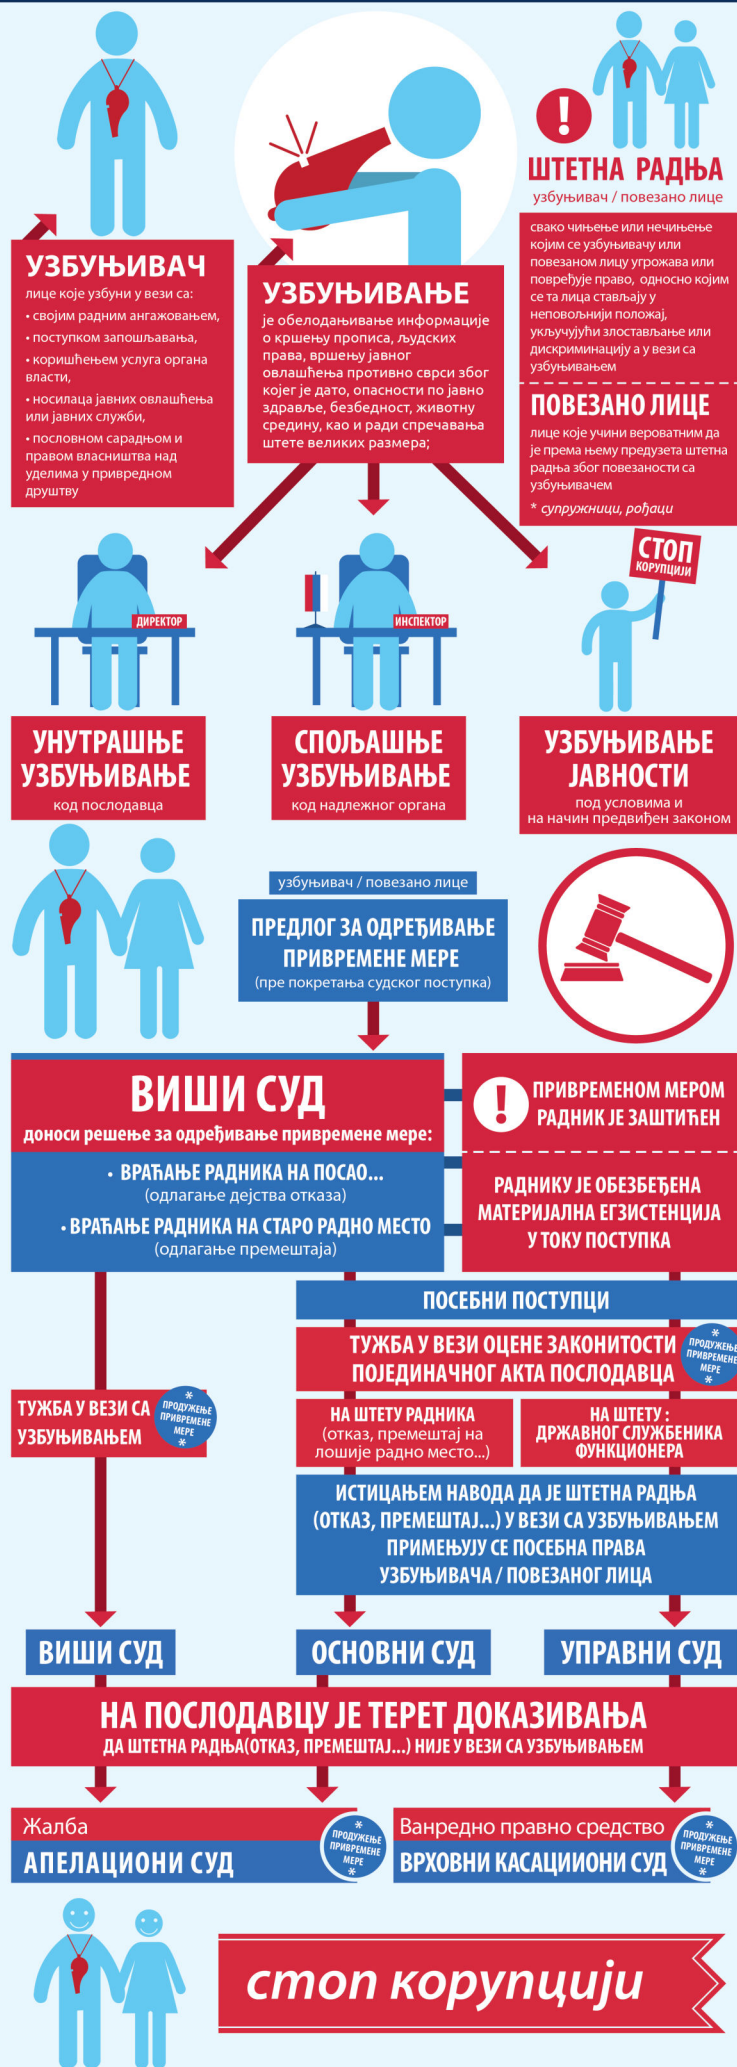 УЗБУЊИВАЧ
лице које узбуни у вези са:
• својим радним ангажовањем,
• поступком запошљавања,
• коришћењем услуга органа
власти,
• носилаца јавних овлашћења
или јавних служби,
• пословном сарадњом и
правом власништва над
уделима у привредном
друштву
УЗБУЊИВАЊЕ
је обелодањивање информације
о кршењу прописа, људских
права, вршењу јавног
овлашћења противно сврси због
којег је дато, опасности по јавно
здравље, безбедност, животну
средину, као и ради спречавања
штете великих размера;
!
ШТЕТНА РАДЊА
узбуњивач / повезано лице
свако чињење или нечињење
којим се узбуњивачу или
повезаном лицу угрожава или
повређује право, односно којим
се та лица стављају у
неповољнији положај,
укључујући злостављање или
дискриминацију а у вези са
узбуњивањем
ПОВЕЗАНО ЛИЦЕ
лице које учини вероватним да
је према њему предузета штетна
радња због повезаности са
узбуњивачем
* супружници, рођаци
ДИРЕКТОР
ИНСПЕКТОР
СТОП
КОРУПЦИЈИ
УНУТРАШЊЕ
УЗБУЊИВАЊЕ
код послодавца
СПОЉАШЊЕ
УЗБУЊИВАЊЕ
код надлежног органа
УЗБУЊИВАЊЕ
ЈАВНОСТИ
под условима и
на начин предвиђен законом
узбуњивач / повезано лице
ПРЕДЛОГ ЗА ОДРЕЂИВАЊЕ
ПРИВРЕМЕНЕ МЕРЕ
(пре покретања судског поступка)
ВИШИ СУД
доноси решење за одређивање привремене мере:
• ВРАЋАЊЕ РАДНИКА НА ПОСАО...
(одлагање дејства отказа)
• ВРАЋАЊЕ РАДНИКА НА СТАРО РАДНО МЕСТО
(одлагање премештаја)
!
ПРИВРЕМЕНОМ МЕРОМ
РАДНИК ЈЕ ЗАШТИЋЕН
РАДНИКУ ЈЕ ОБЕЗБЕЂЕНА
МАТЕРИЈАЛНА ЕГЗИСТЕНЦИЈА
У ТОКУ ПОСТУПКА
ПОСЕБНИ ПОСТУПЦИ
ТУЖБА У ВЕЗИ ОЦЕНЕ ЗАКОНИТОСТИ
ПОЈЕДИНАЧНОГ АКТА ПОСЛОДАВЦА
*
ПРОДУЖЕЊЕ
ПРИВРЕМЕНЕ
МЕРЕ
*
ТУЖБА У ВЕЗИ СА
УЗБУЊИВАЊЕМ
*
ПРОДУЖЕЊЕ
ПРИВРЕМЕНЕ
МЕРЕ
*
НА ШТЕТУ РАДНИКА
(отказ, премештај на
лошије радно место...)
НА ШТЕТУ :
ДРЖАВНОГ СЛУЖБЕНИКА
ФУНКЦИОНЕРА
ИСТИЦАЊЕМ НАВОДА ДА ЈЕ ШТЕТНА РАДЊА
(ОТКАЗ, ПРЕМЕШТАЈ...) У ВЕЗИ СА УЗБУЊИВАЊЕМ
ПРИМЕЊУЈУ СЕ ПОСЕБНА ПРАВА
УЗБУЊИВАЧА / ПОВЕЗАНОГ ЛИЦА
ВИШИ СУД
ОСНОВНИ СУД
УПРАВНИ СУД
НА ПОСЛОДАВЦУ ЈЕ ТЕРЕТ ДОКАЗИВАЊА
ДА ШТЕТНА РАДЊА(ОТКАЗ, ПРЕМЕШТАЈ...) НИЈЕ У ВЕЗИ СА УЗБУЊИВАЊЕМ
Жалба
АПЕЛАЦИОНИ СУД
*
ПРОДУЖЕЊЕ
ПРИВРЕМЕНЕ
МЕРЕ
*
Ванредно правно средство
ВРХОВНИ КАСАЦИИОНИ СУД
*
ПРОДУЖЕЊЕ
ПРИВРЕМЕНЕ
МЕРЕ
*
стоп корупцији